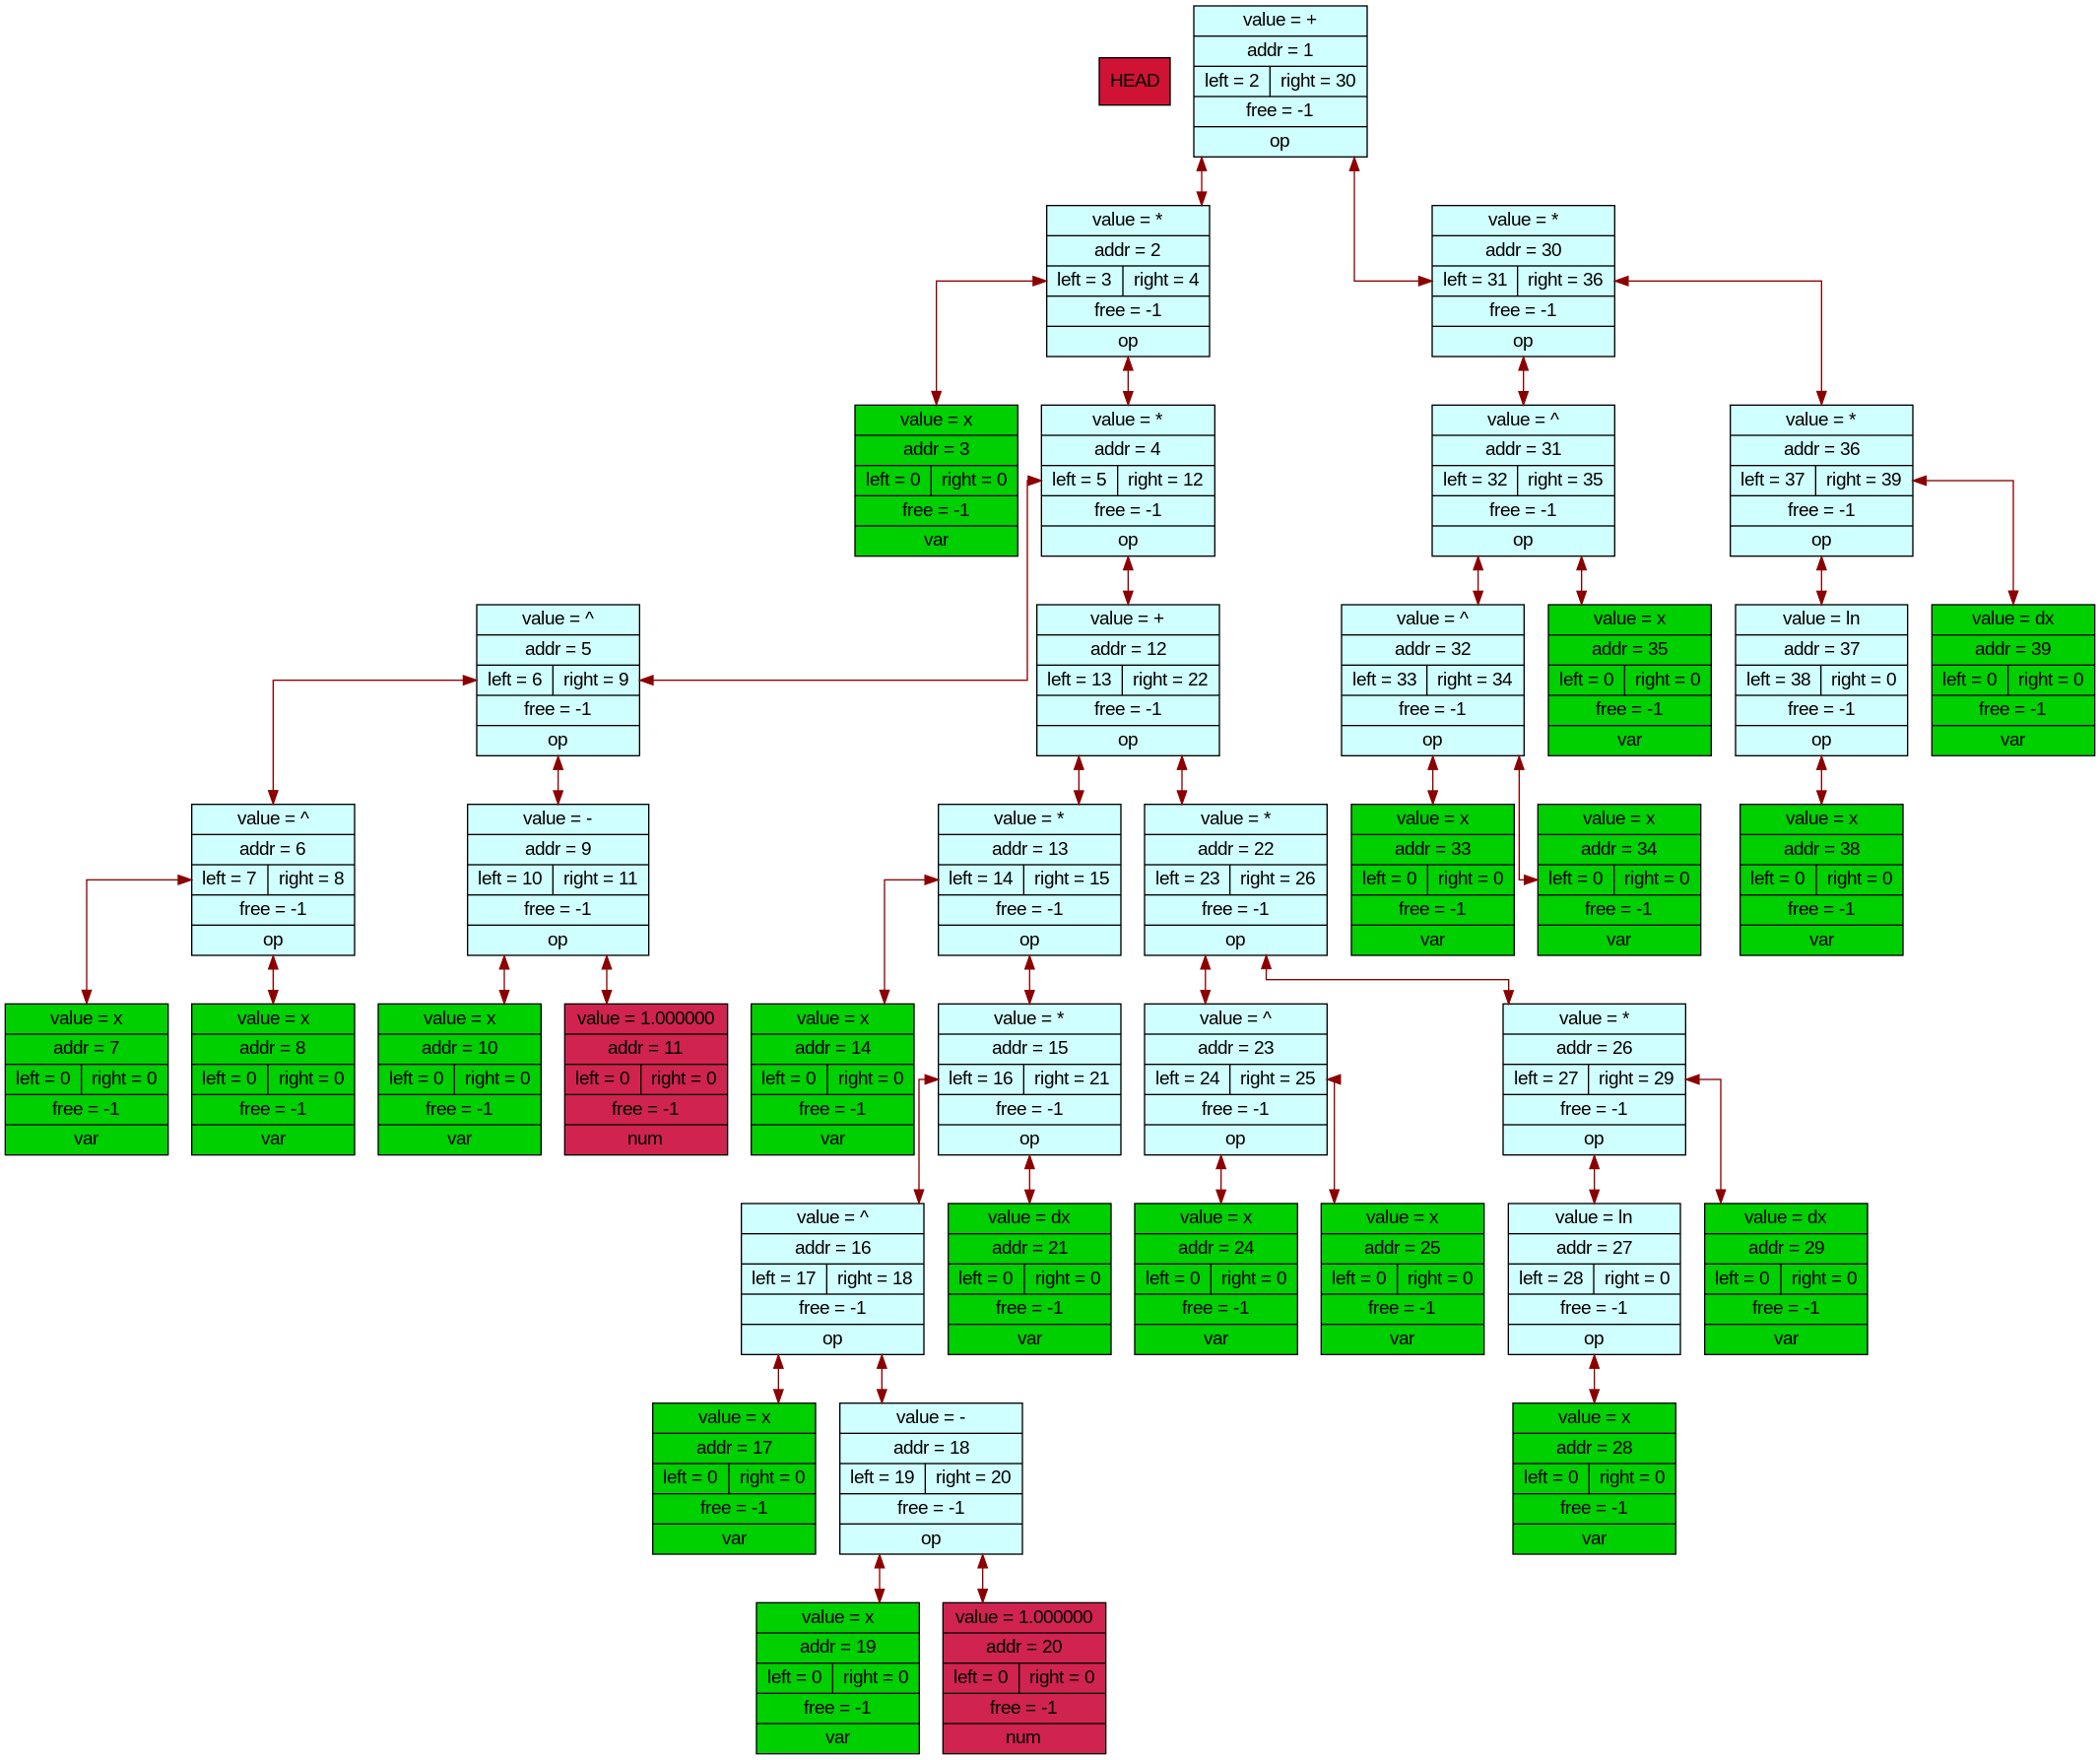 HEAD
value = +
addr = 1
left = 2 right = 30
free = -1
op
value = *
addr = 2
left = 3 right = 4
free = -1
op
value = *
addr = 30
left = 31 right = 36
free = -1
op
value = x
addr = 3
left = 0 right = 0
free = -1
var
value = *
addr = 4
left = 5 right = 12
free = -1
op
value = ^
addr = 31
left = 32 right = 35
free = -1
op
value = *
addr = 36
left = 37 right = 39
free = -1
op
value = ^
addr = 5
left = 6 right = 9
free = -1
op
value = +
addr = 12
left = 13 right = 22
free = -1
op
value = ^
addr = 32
left = 33 right = 34
free = -1
op
value = x
addr = 35
left = 0 right = 0
free = -1
var
value = ln
addr = 37
left = 38 right = 0
free = -1
op
value = dx
addr = 39
left = 0 right = 0
free = -1
var
value = ^
addr = 6
left = 7 right = 8
free = -1
op
value = -
addr = 9
left = 10 right = 11
free = -1
op
value = *
addr = 13
left = 14 right = 15
free = -1
op
value = *
addr = 22
left = 23 right = 26
free = -1
op
value = x
addr = 33
left = 0 right = 0
free = -1
var
value = x
addr = 34
left = 0 right = 0
free = -1
var
value = x
addr = 38
left = 0 right = 0
free = -1
var
value = x
addr = 7
left = 0 right = 0
free = -1
var
value = x
addr = 8
left = 0 right = 0
free = -1
var
value = x
addr = 10
left = 0 right = 0
free = -1
var
value = 1.000000
addr = 11
left = 0 right = 0
free = -1
num
value = x
addr = 14
left = 0 right = 0
free = -1
var
value = *
addr = 15
left = 16 right = 21
free = -1
op
value = ^
addr = 23
left = 24 right = 25
free = -1
op
value = *
addr = 26
left = 27 right = 29
free = -1
op
value = ^
addr = 16
left = 17 right = 18
free = -1
op
value = dx
addr = 21
left = 0 right = 0
free = -1
var
value = x
addr = 24
left = 0 right = 0
free = -1
var
value = x
addr = 25
left = 0 right = 0
free = -1
var
value = ln
addr = 27
left = 28 right = 0
free = -1
op
value = dx
addr = 29
left = 0 right = 0
free = -1
var
value = x
addr = 17
left = 0 right = 0
free = -1
var
value = -
addr = 18
left = 19 right = 20
free = -1
op
value = x
addr = 28
left = 0 right = 0
free = -1
var
value = x
addr = 19
left = 0 right = 0
free = -1
var
value = 1.000000
addr = 20
left = 0 right = 0
free = -1
num